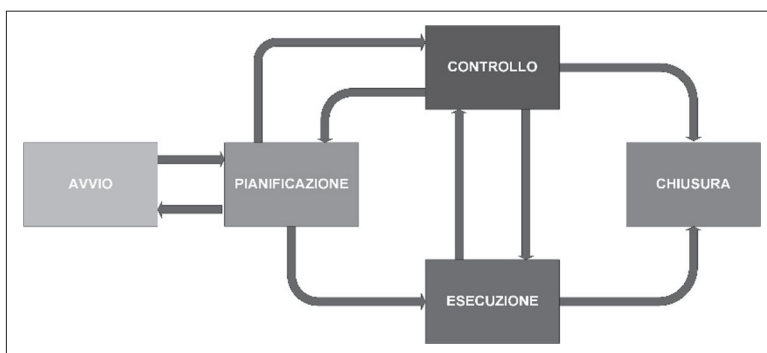 CONTROLLO
AVVIO
PIANIFICAZIONE
CHIUSURA
ESECUZIONE